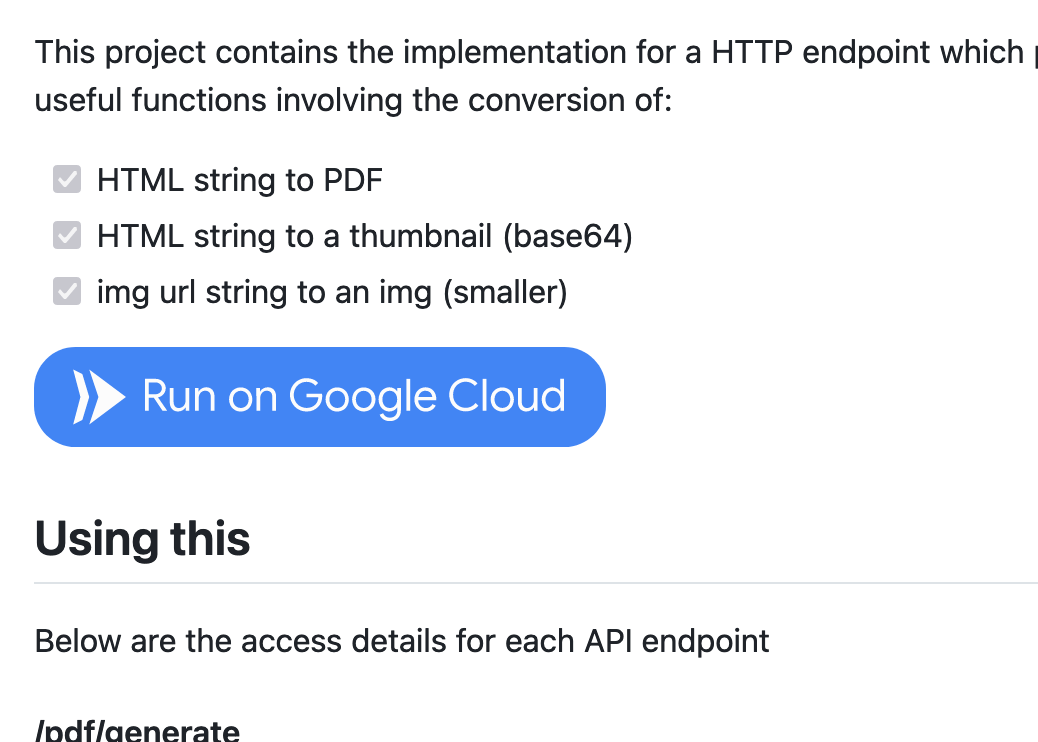 This project contains the implementation for a HTTP endpoint which
useful functions involving the conversion of:
HTML string to PDF
HTML string to a thumbnail (base64)
img url string to an img (smaller)
Run on Google Cloud
Using this
Below are the access details for each API endpoint
/pdf/generate